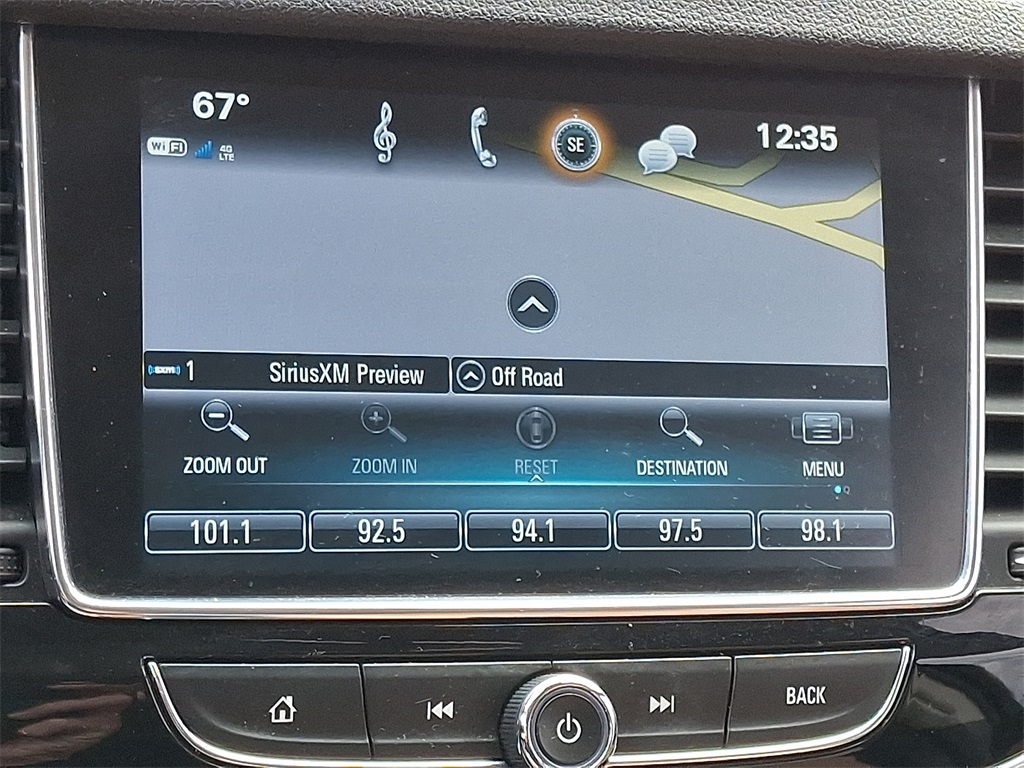 67°
SE
12:35
WiFi
4G
LTE
sxm 1
SiriusXM Preview
Off Road
ZOOM OUT
ZOOM IN
RESET
DESTINATION
MENU
101.1
92.5
94.1
97.5
98.1
BACK